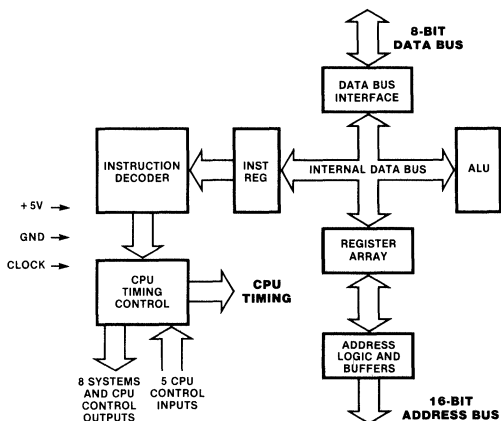 8-BIT
DATA BUS
DATA BUS
INTERFACE
INSTRUCTION
DECODER
INST
REG
INTERNAL DATA BUS
ALU
+5V
GND
CLOCK
REGISTER
ARRAY
CPU
TIMING
CONTROL
CPU
TIMING
ADDRESS
LOGIC AND
BUFFERS
8 SYSTEMS
AND CPU
CONTROL
OUTPUTS
5 CPU
CONTROL
INPUTS
16-BIT
ADDRESS BUS